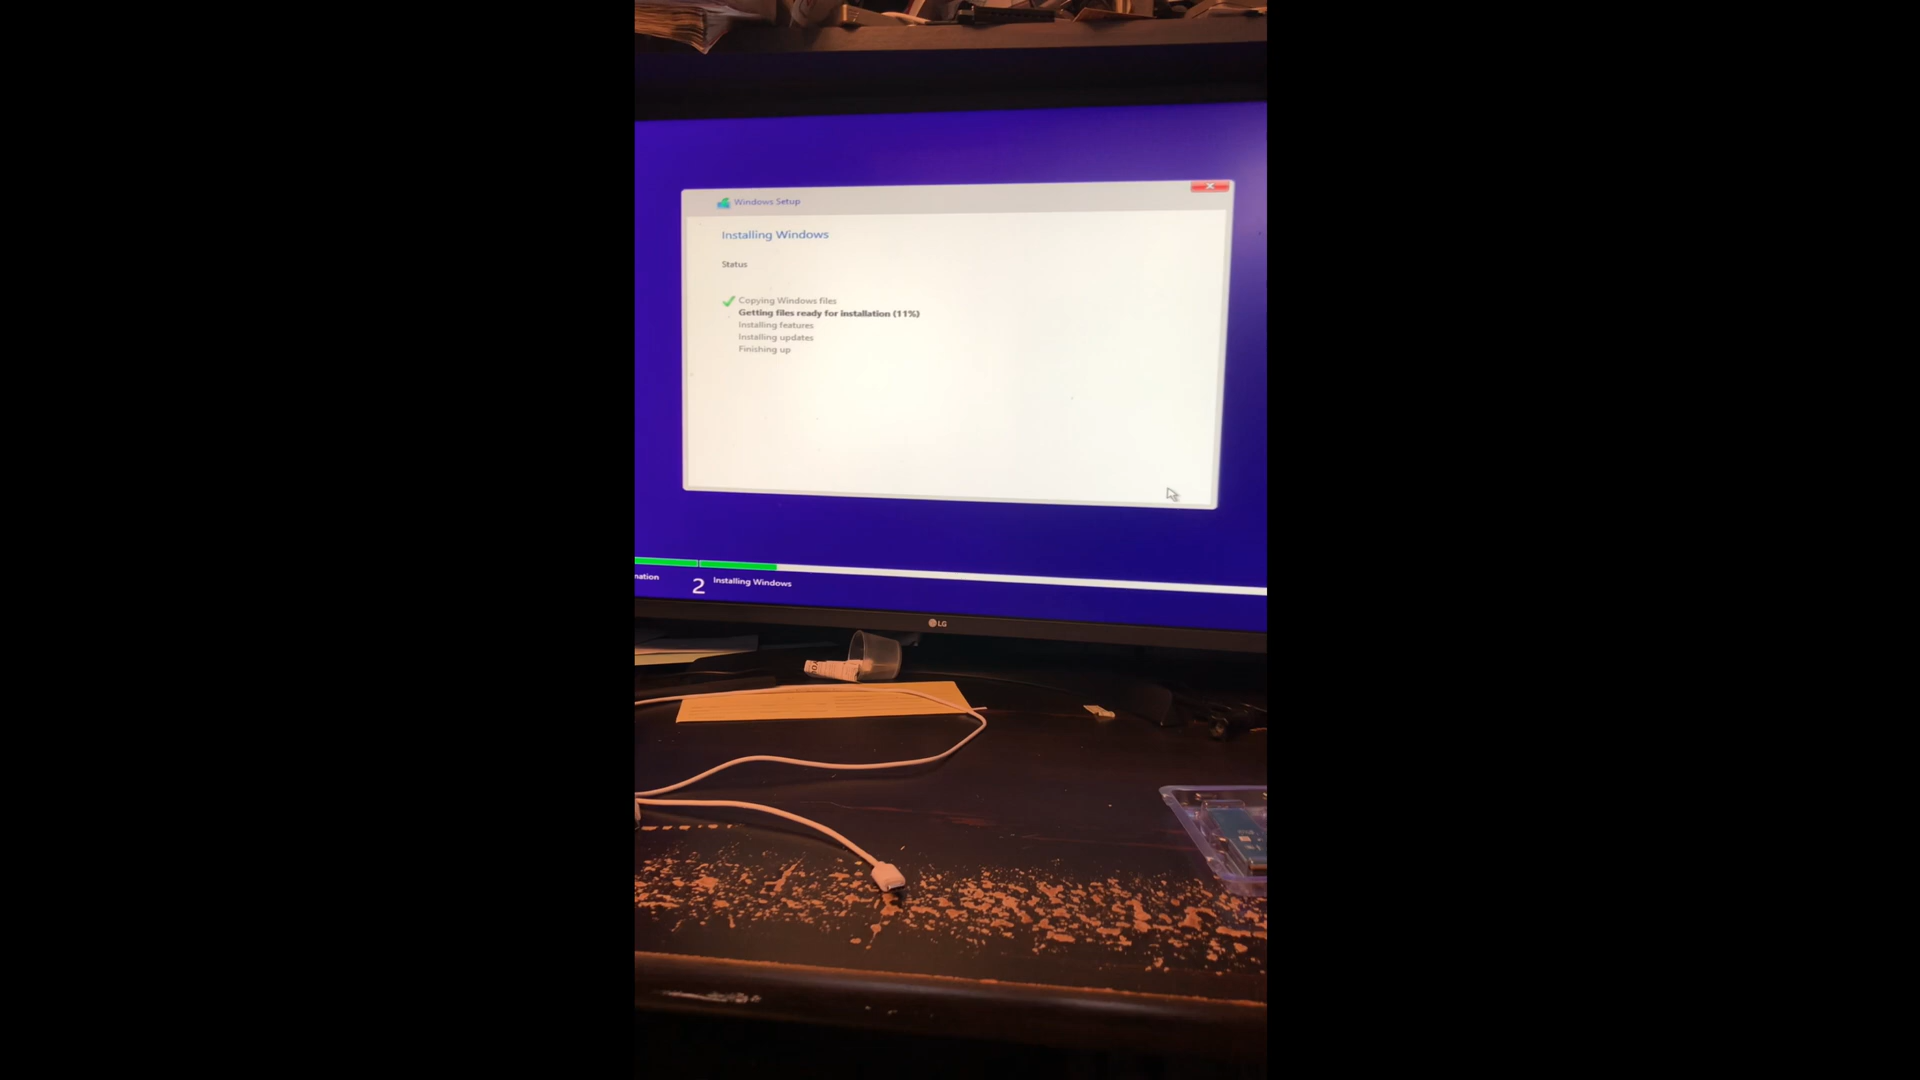 Windows Setup
Installing Windows
Status
Copying Windows files
Getting files ready for installation (11%)
Installing features
Installing updates
Finishing up
mation
2 Installing Windows
LG